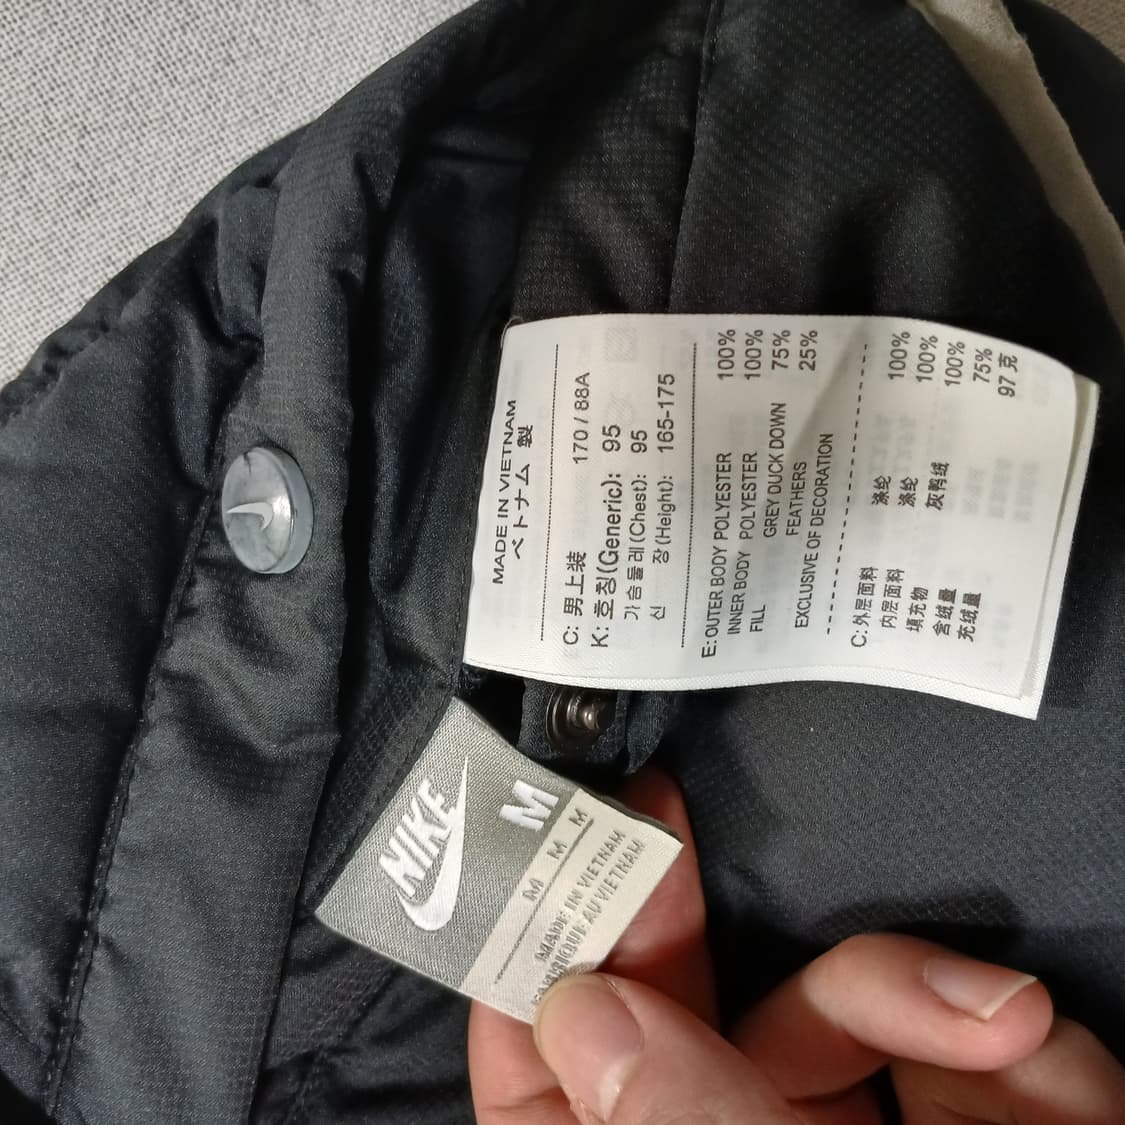 MADE IN VIETNAM
ベトナム 製
C: 男上装 170 / 88A
K: 호칭(Generic): 95
가슴둘레(Chest): 95
신 장(Height): 165-175
E: OUTER BODY POLYESTER 100%
INNER BODY POLYESTER 100%
FILL GREY DUCK DOWN 75%
FEATHERS 25%
EXCLUSIVE OF DECORATION
C: 外层面料 涤纶 100%
内层面料 涤纶 100%
填充物 灰鸭绒 100%
含绒量 75%
充绒量 97 克
NIKE
M
M M M
MADE IN VIETNAM
FABRIQUE AU VIETNAM